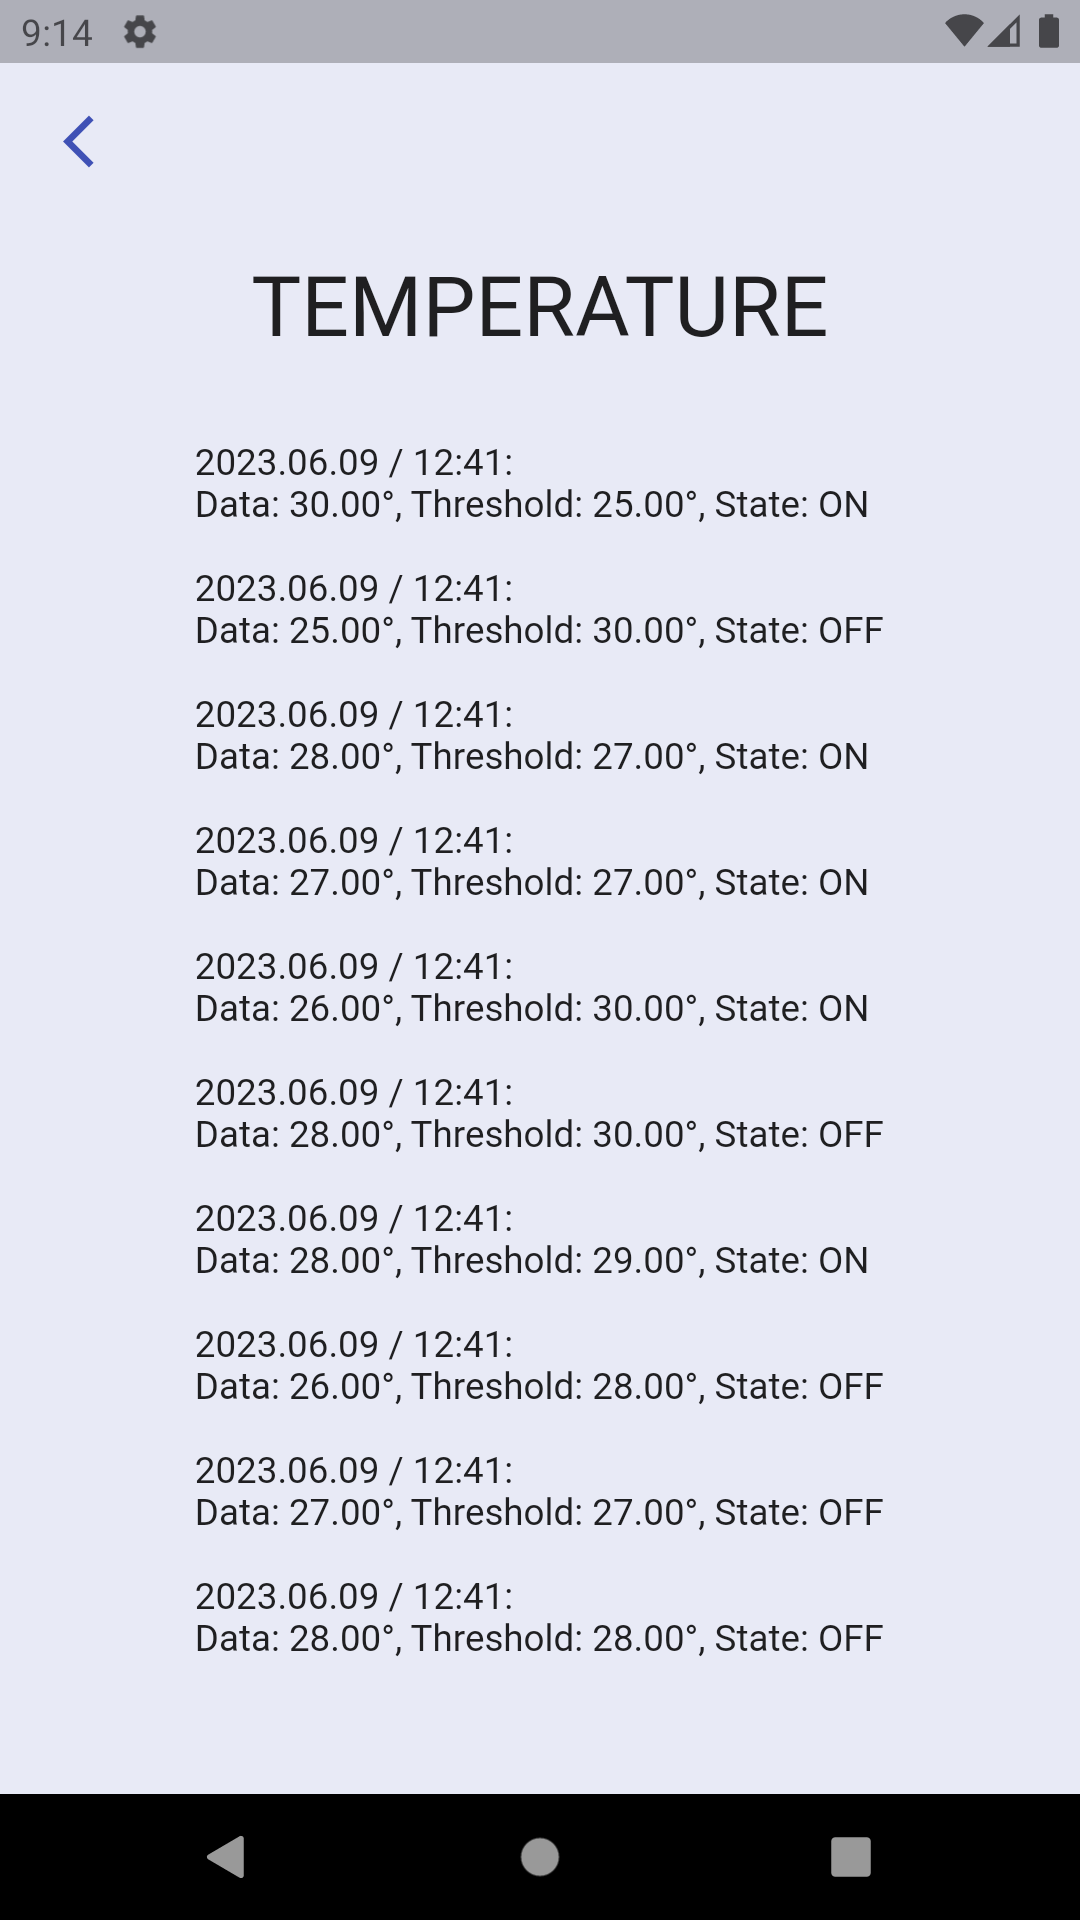 9:14
TEMPERATURE
2023.06.09 / 12:41:
Data: 30.00°, Threshold: 25.00°, State: ON
2023.06.09 / 12:41:
Data: 25.00°, Threshold: 30.00°, State: OFF
2023.06.09 / 12:41:
Data: 28.00°, Threshold: 27.00°, State: ON
2023.06.09 / 12:41:
Data: 27.00°, Threshold: 27.00°, State: ON
2023.06.09 / 12:41:
Data: 26.00°, Threshold: 30.00°, State: ON
2023.06.09 / 12:41:
Data: 28.00°, Threshold: 30.00°, State: OFF
2023.06.09 / 12:41:
Data: 28.00°, Threshold: 29.00°, State: ON
2023.06.09 / 12:41:
Data: 26.00°, Threshold: 28.00°, State: OFF
2023.06.09 / 12:41:
Data: 27.00°, Threshold: 27.00°, State: OFF
2023.06.09 / 12:41:
Data: 28.00°, Threshold: 28.00°, State: OFF